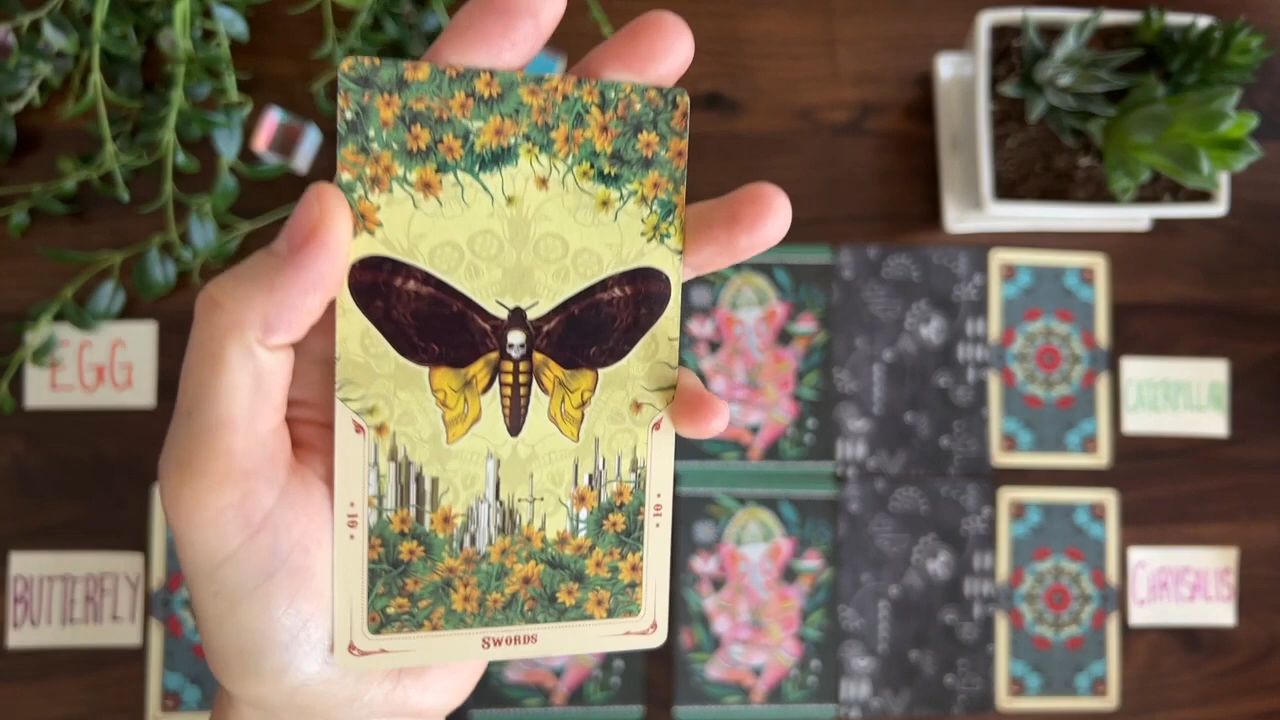 EGG
CATERPILLAR
• 10 •
• 10 •
BUTTERFLY
CHRYSALIS
SWORDS